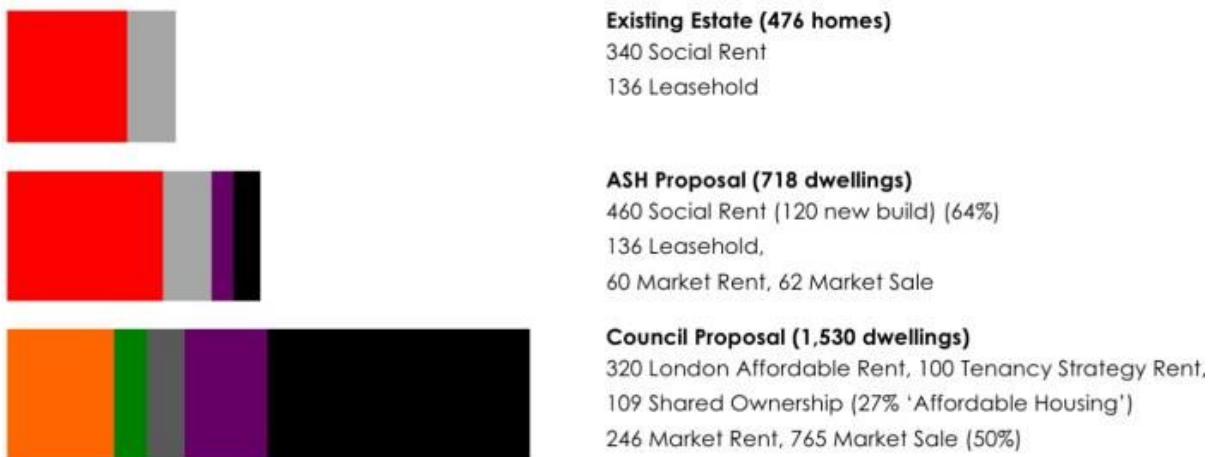 Existing Estate (476 homes)
340 Social Rent
136 Leasehold
ASH Proposal (718 dwellings)
460 Social Rent (120 new build) (64%)
136 Leasehold,
60 Market Rent, 62 Market Sale
Council Proposal (1,530 dwellings)
320 London Affordable Rent, 100 Tenancy Strategy Rent,
109 Shared Ownership (27% ‘Affordable Housing’)
246 Market Rent, 765 Market Sale (50%)